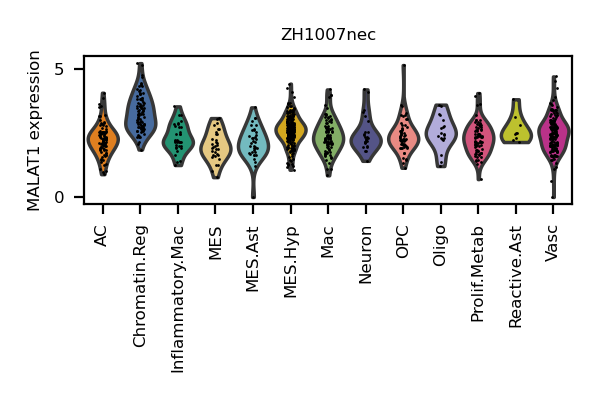 ZH1007nec
MALAT1 expression
5
0
AC
Chromatin.Reg
Inflammatory.Mac
MES
MES.Ast
MES.Hyp
Mac
Neuron
OPC
Oligo
Prolif.Metab
Reactive.Ast
Vasc